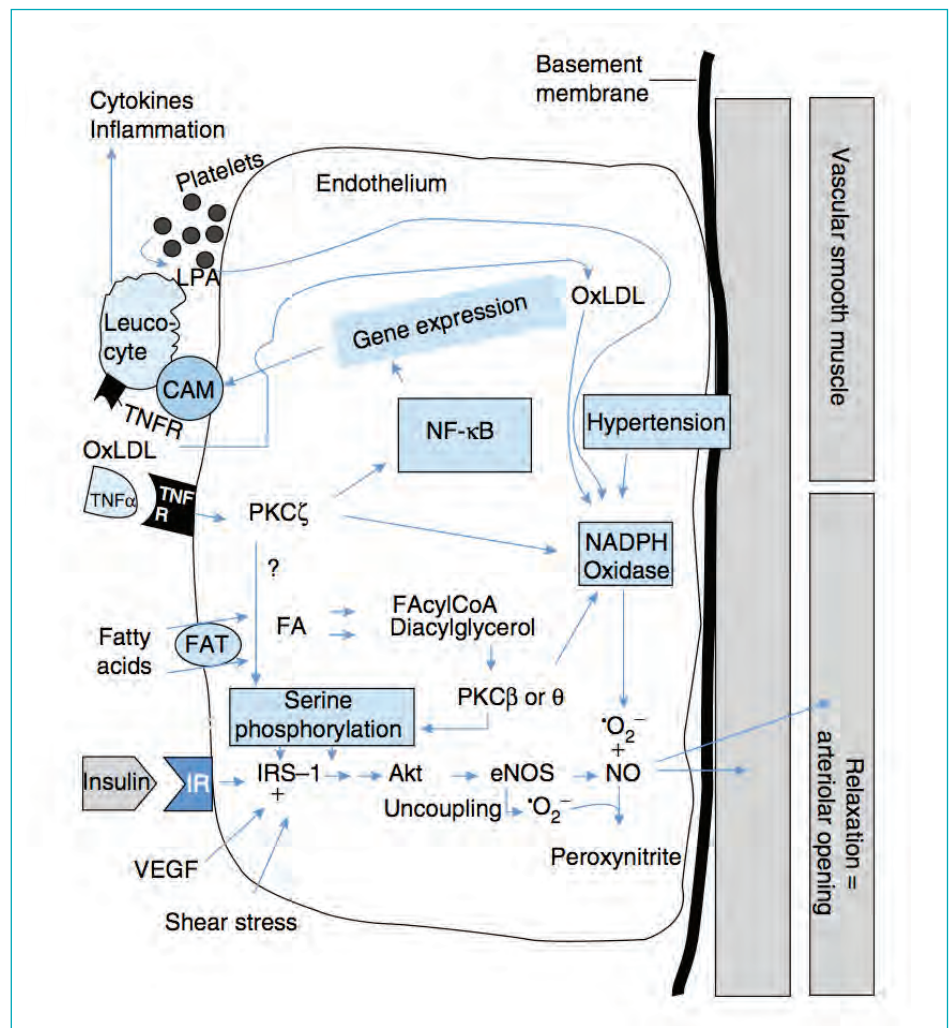 Basement
membrane
Cytokines
Inflammation
Platelets
Endothelium
LPA
OxLDL
Leuco-
cyte
Gene expression
CAM
TNFR
NF-κB
Hypertension
OxLDL
TNFα
TNF
R
PKCζ
NADPH
Oxidase
?
Fatty
acids
FAT
FA
FAcylCoA
Diacylglycerol
Serine
phosphorylation
PKCβ or θ
•O2−
+
Insulin
IR
IRS–1
+
Akt
eNOS
NO
Uncoupling
•O2−
VEGF
Peroxynitrite
Shear stress
Vascular smooth muscle
Relaxation =
arteriolar opening